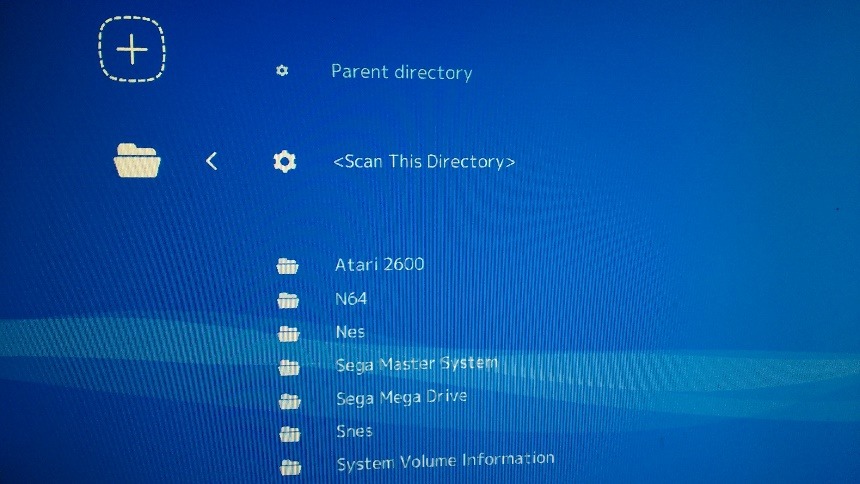 Parent directory
<Scan This Directory>
Atari 2600
N64
Nes
Sega Master System
Sega Mega Drive
Snes
System Volume Information